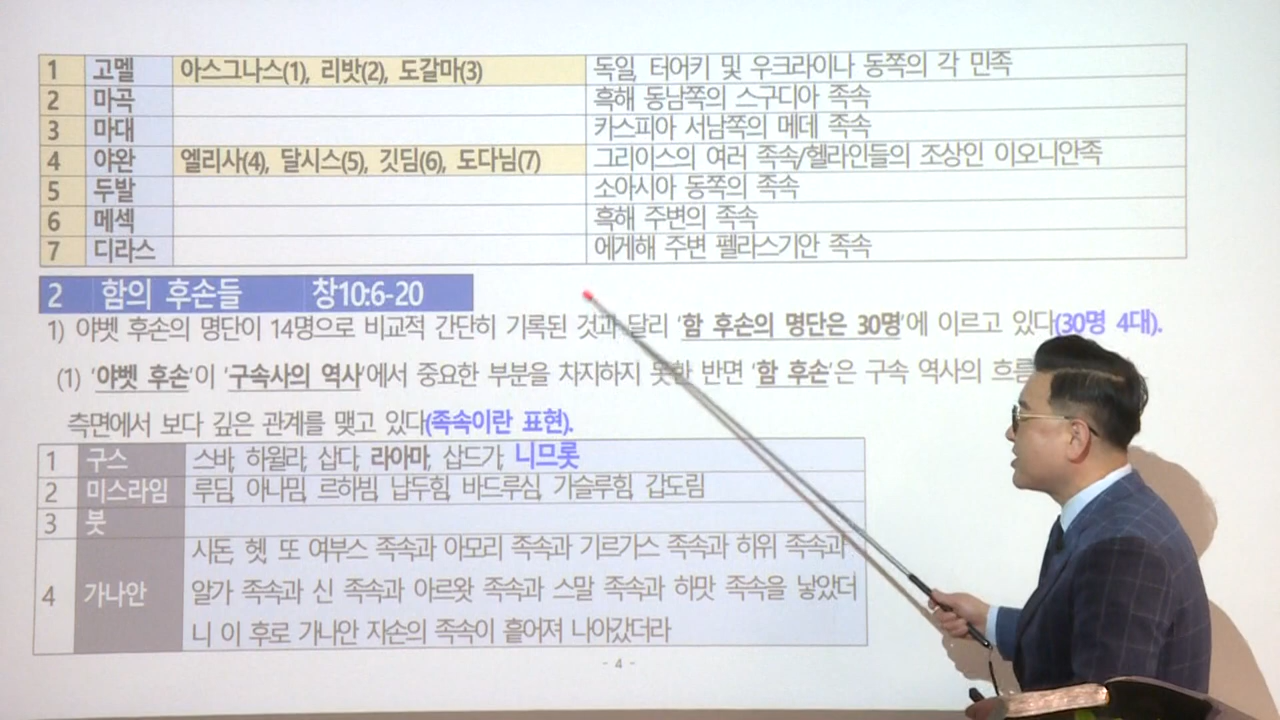 1 고멜 아스그나스(1), 리밧(2), 도갈마(3) 독일, 터어키 및 우크라이나 동쪽의 각 민족
2 마곡 흑해 동남쪽의 스구디아 족속
3 마대 카스피아 서남쪽의 메데 족속
4 야완 엘리사(4), 달시스(5), 깃딤(6), 도다님(7) 그리이스의 여러 족속/헬라인들의 조상인 이오니안족
5 두발 소아시아 동쪽의 족속
6 메섹 흑해 주변의 족속
7 디라스 에게해 주변 펠라스기안 족속
2 함의 후손들 창10:6-20
1) 야벳 후손의 명단이 14명으로 비교적 간단히 기록된 것과 달리 '함 후손의 명단은 30명'에 이르고 있다(30명 4대).
(1) '야벳 후손'이 '구속사의 역사'에서 중요한 부분을 차지하지 못한 반면 '함 후손'은 구속 역사의 흐름
측면에서 보다 깊은 관계를 맺고 있다(족속이란 표현).
1 구스 스바, 하윌라, 삽다, 라아마, 삽드가, 니므롯
2 미스라임 루딤, 아나밈, 르하빔, 납두힘, 바드루심, 가슬루힘, 갑도림
3 붓
4 가나안 시돈, 헷, 또 여부스 족속과 아모리 족속과 기르가스 족속과 히위 족속과
알가 족속과 신 족속과 아르왓 족속과 스말 족속과 하맛 족속을 낳았더
니 이 후로 가나안 자손의 족속이 흩어져 나아갔더라
- 4 -